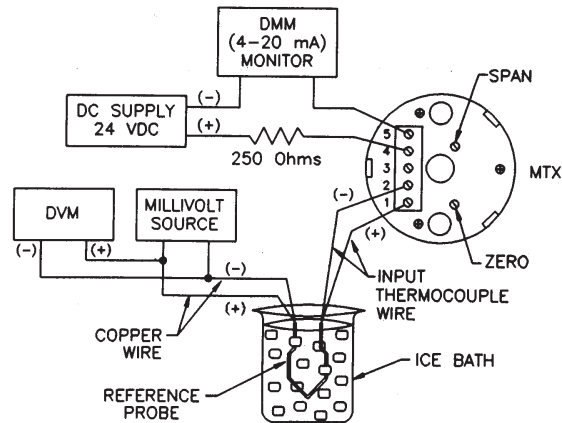 DMM
(4–20 mA)
MONITOR
SPAN
(-)
DC SUPPLY
24 VDC
(+)
250 Ohms
5
4
3
2
1
MTX
DVM
MILLIVOLT
SOURCE
(-)
(+)
(-)
(+)
ZERO
(-)
(+)
INPUT
THERMOCOUPLE
WIRE
COPPER
WIRE
ICE BATH
REFERENCE
PROBE